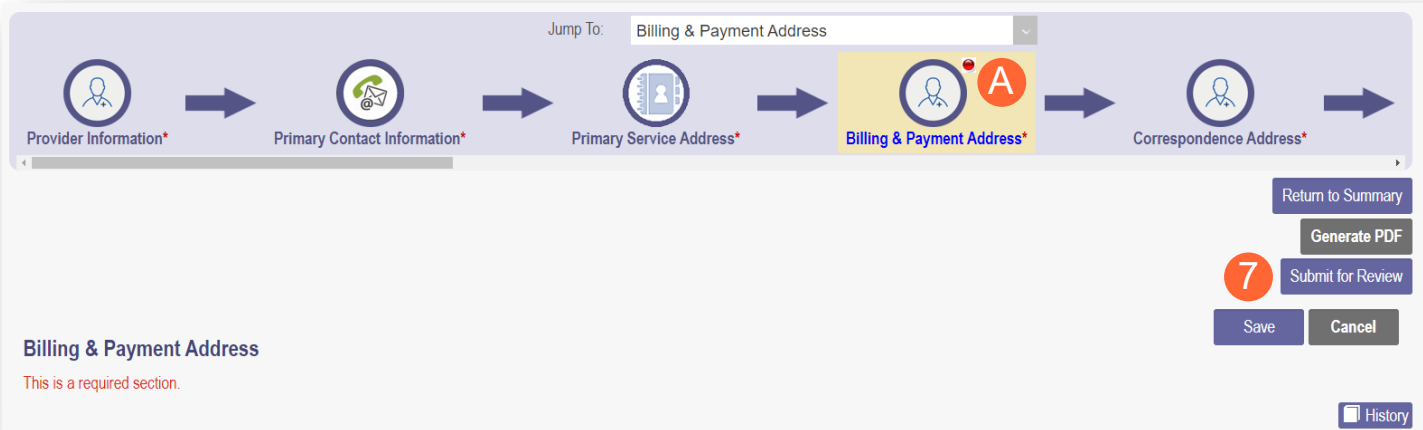 Jump To: Billing & Payment Address
A
Provider Information* Primary Contact Information* Primary Service Address* Billing & Payment Address* Correspondence Address*
Return to Summary
Generate PDF
7 Submit for Review
Save Cancel
Billing & Payment Address
This is a required section.
History